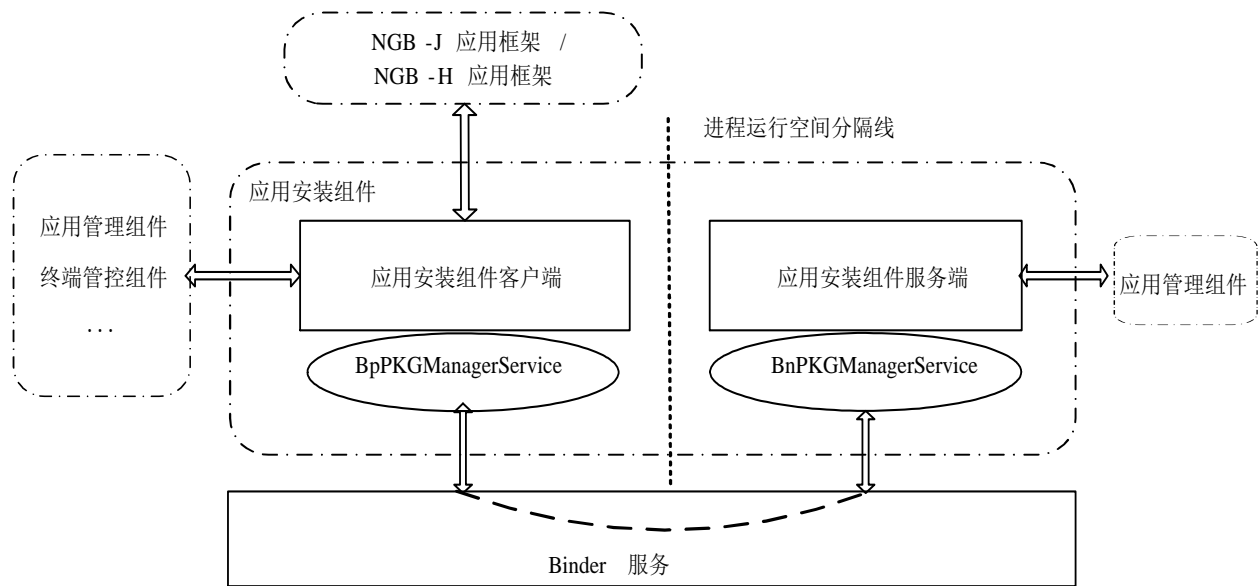 NGB -J 应用框架 /
NGB -H 应用框架
进程运行空间分隔线
应用安装组件
应用管理组件
终端管控组件
...
应用安装组件客户端
应用安装组件服务端
应用管理组件
BpPKGManagerService
BnPKGManagerService
Binder 服务